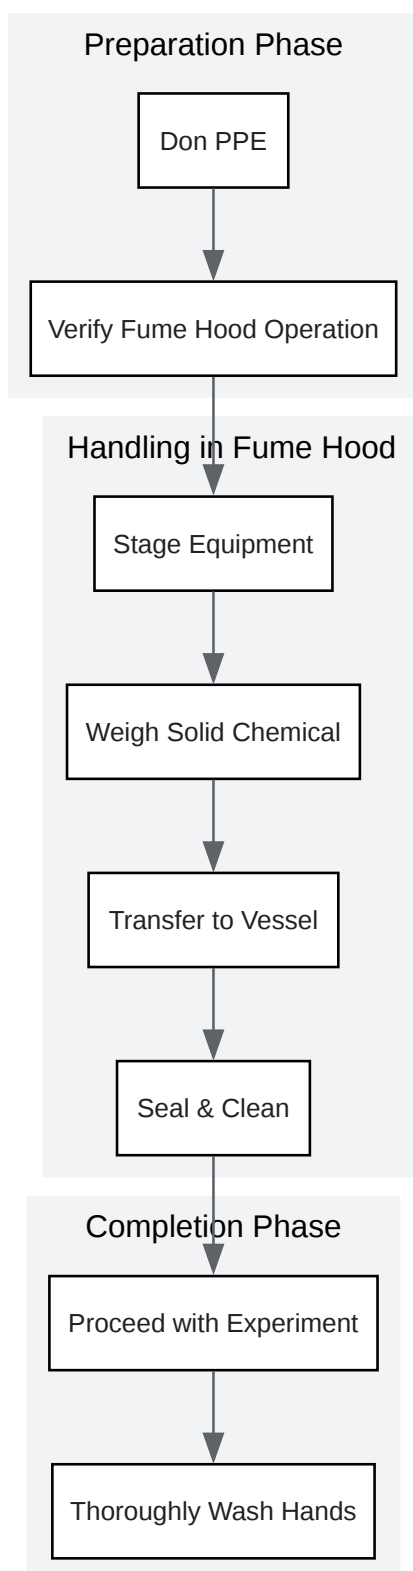 Preparation Phase
Don PPE
Verify Fume Hood Operation
Handling in Fume Hood
Stage Equipment
Weigh Solid Chemical
Transfer to Vessel
Seal & Clean
Completion Phase
Proceed with Experiment
Thoroughly Wash Hands